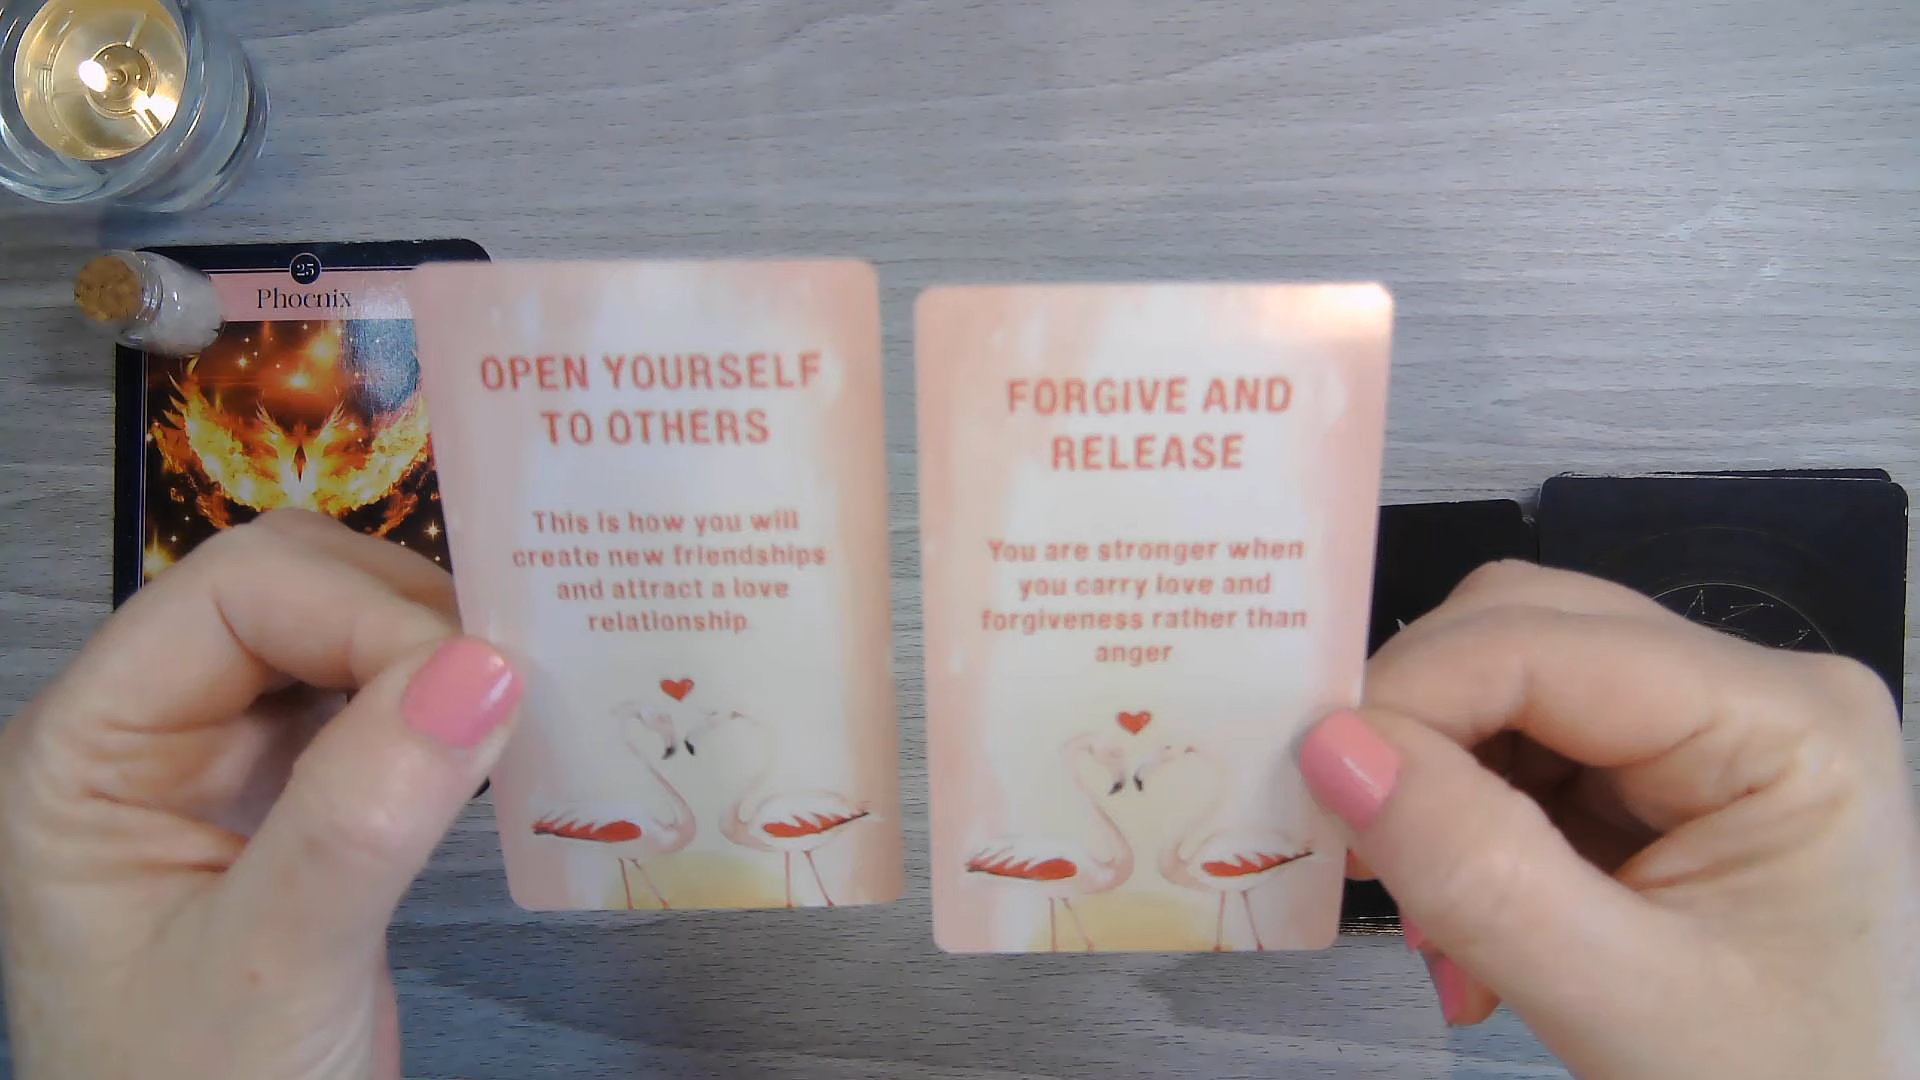 25
Phoenix
OPEN YOURSELF
TO OTHERS
This is how you will
create new friendships
and attract a love
relationship
FORGIVE AND
RELEASE
You are stronger when
you carry love and
forgiveness rather than
anger